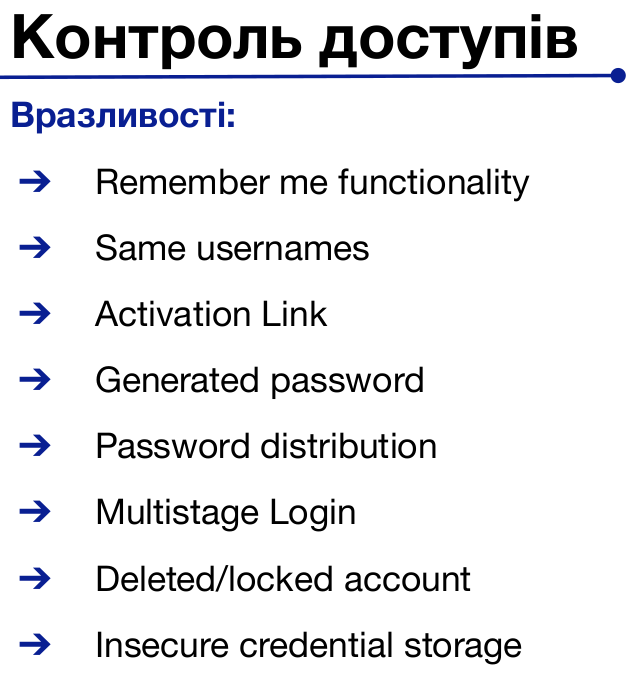 Контроль доступів
Вразливості:
➔ Remember me functionality
➔ Same usernames
➔ Activation Link
➔ Generated password
➔ Password distribution
➔ Multistage Login
➔ Deleted/locked account
➔ Insecure credential storage